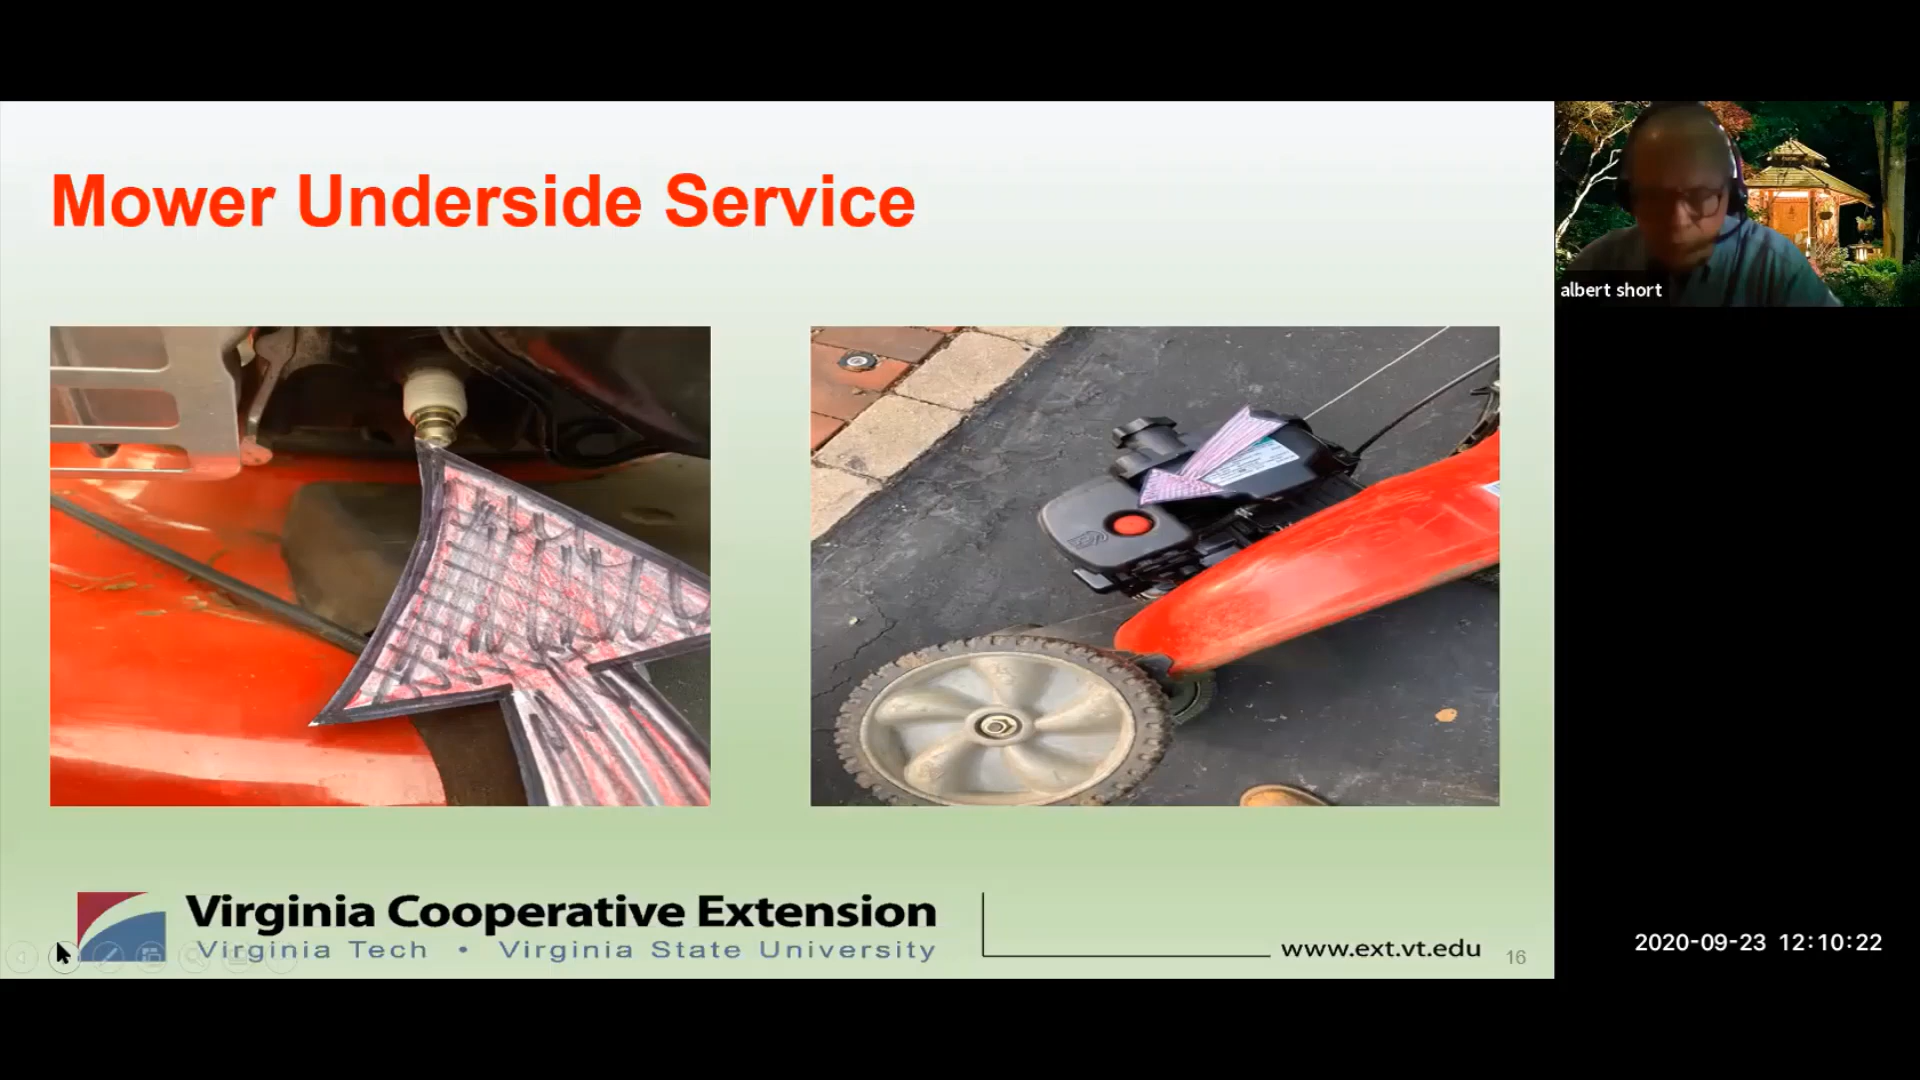 Mower Underside Service
albert short
Virginia Cooperative Extension
Virginia Tech • Virginia State University
www.ext.vt.edu
16
2020-09-23 12:10:22